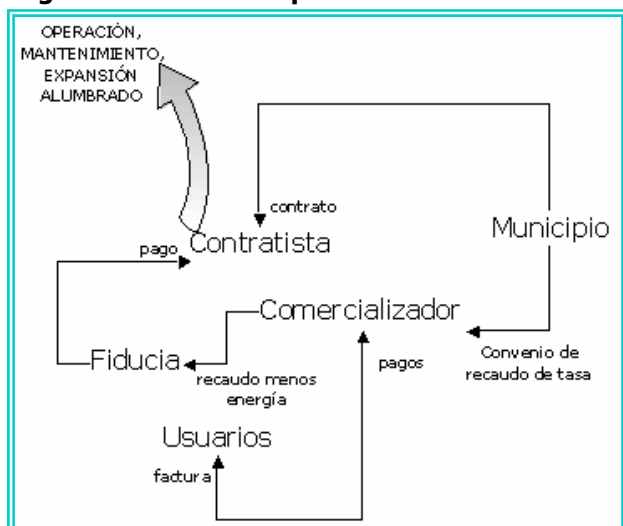 OPERACIÓN,
MANTENIMIENTO,
EXPANSIÓN
ALUMBRADO
contrato
Municipio
pago
Contratista
Comercializador
Fiducia
recaudo menos
energía
pagos
Convenio de
recaudo de tasa
Usuarios
factura